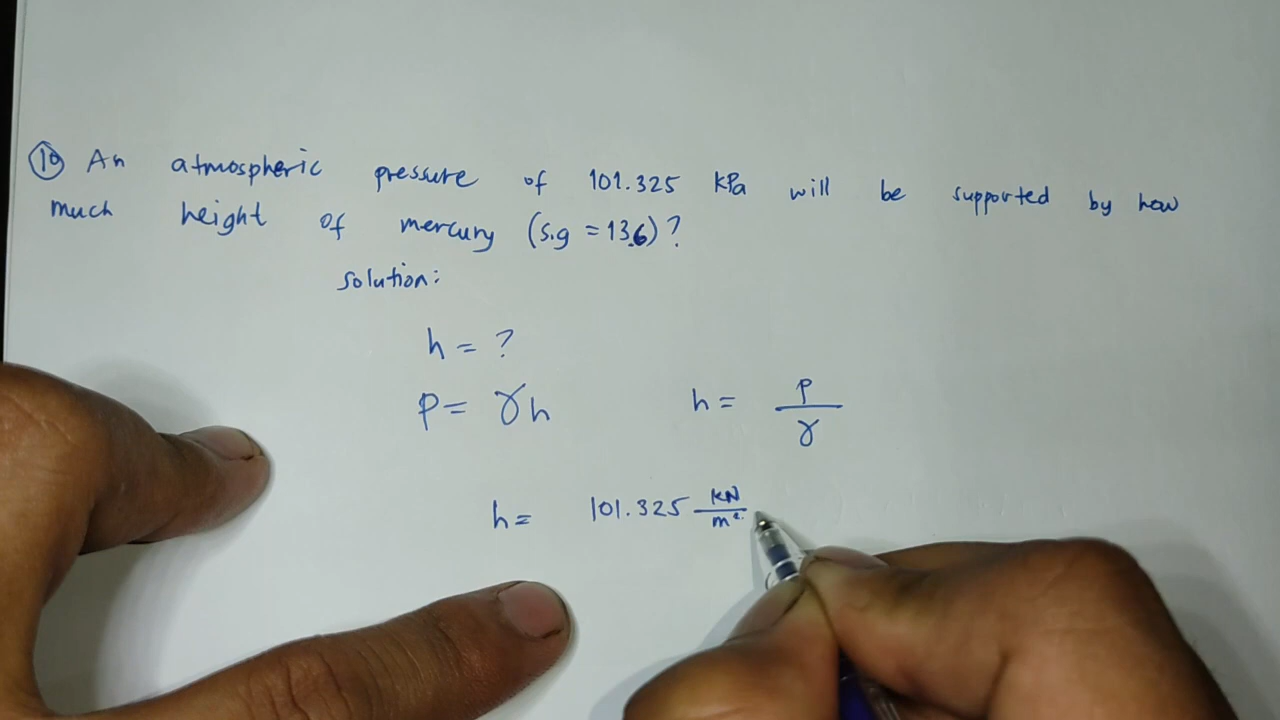 10 An atmospheric pressure of 101.325 kPa will be supported by how
much height of mercury (s.g = 13.6)?
solution:
h = ?
P = γh h = P/γ
h = 101.325 kN/m²